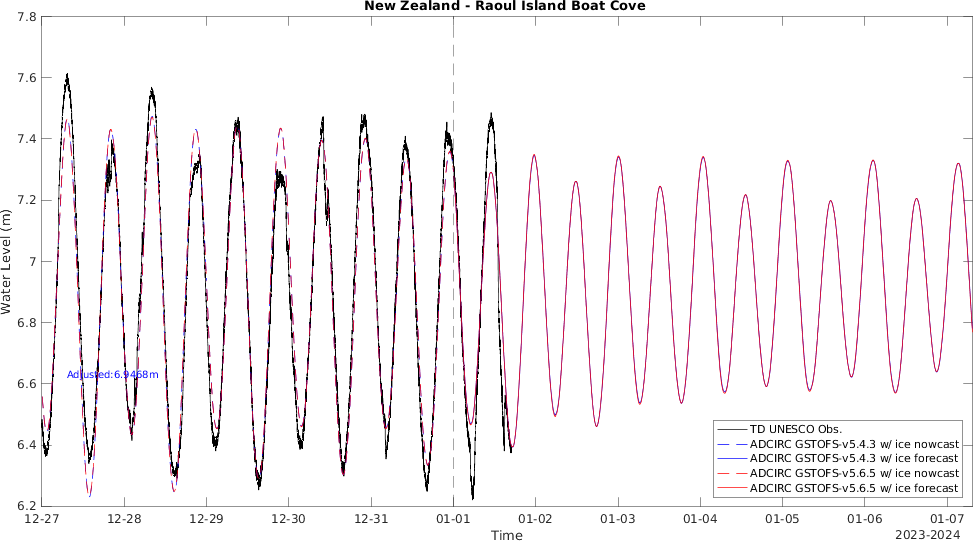 New Zealand - Raoul Island Boat Cove
7.8
7.6
7.4
7.2
7
6.8
6.6
6.4
6.2
Water Level (m)
Adjusted:6.9468m
TD UNESCO Obs.
ADCIRC GSTOFS-v5.4.3 w/ ice nowcast
ADCIRC GSTOFS-v5.4.3 w/ ice forecast
ADCIRC GSTOFS-v5.6.5 w/ ice nowcast
ADCIRC GSTOFS-v5.6.5 w/ ice forecast
12-27 12-28 12-29 12-30 12-31 01-01 01-02 01-03 01-04 01-05 01-06 01-07
Time
2023-2024